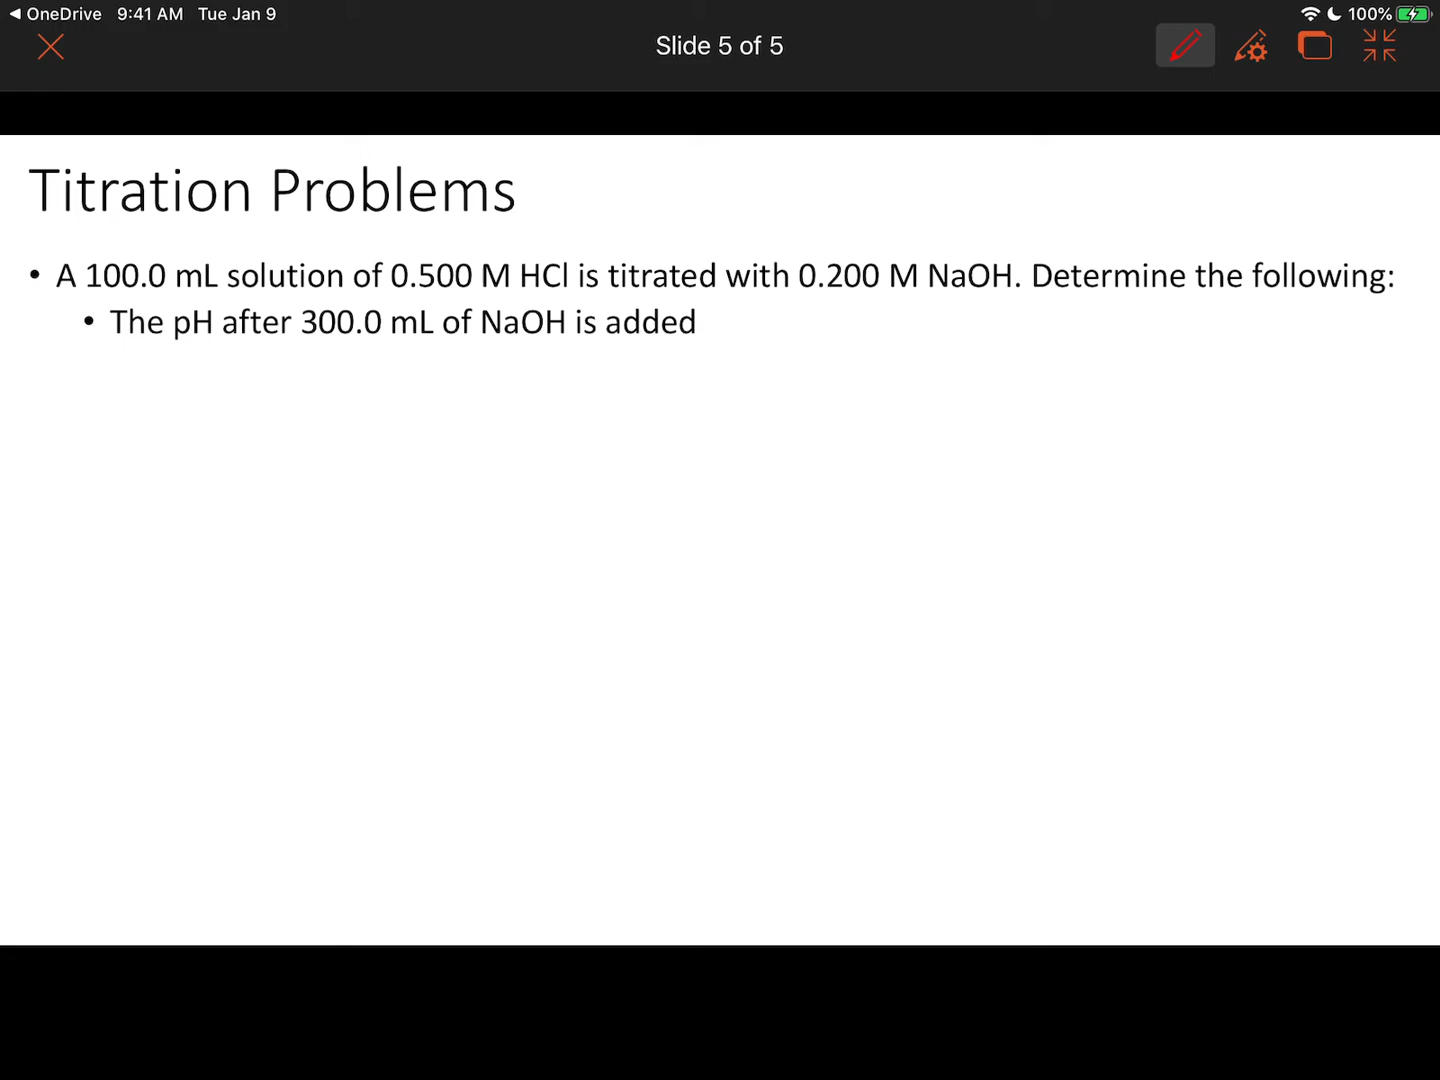 ◀ OneDrive 9:41 AM Tue Jan 9 100%
Slide 5 of 5
Titration Problems
• A 100.0 mL solution of 0.500 M HCl is titrated with 0.200 M NaOH. Determine the following:
• The pH after 300.0 mL of NaOH is added